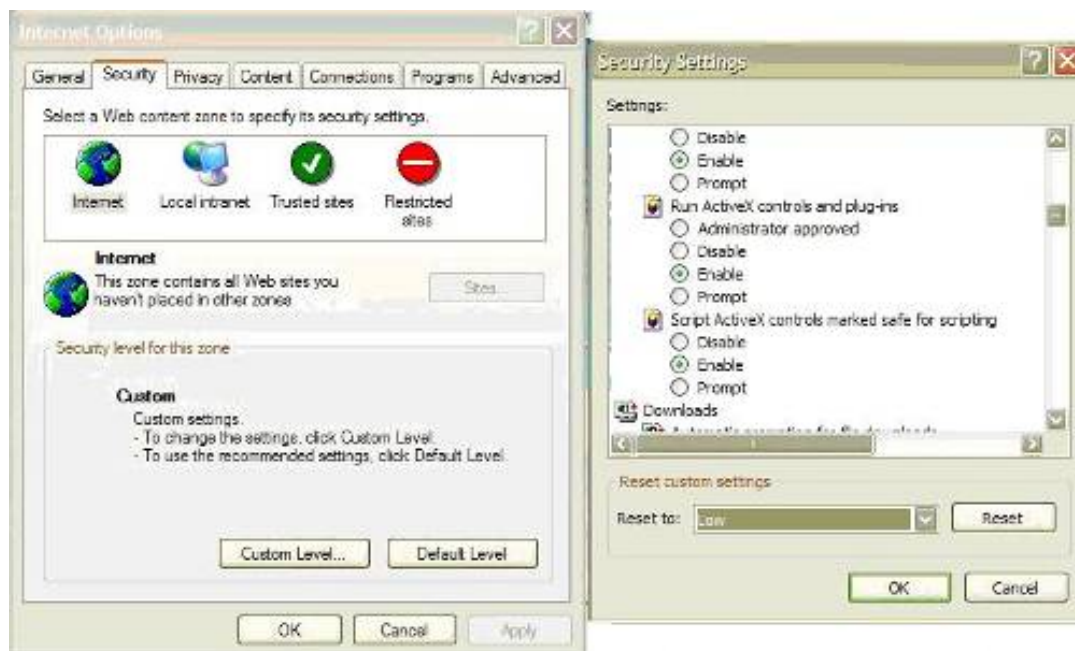 Internet Options
General Security Privacy Content Connections Programs Advanced
Select a Web content zone to specify its security settings.
Internet
Local intranet
Trusted sites
Restricted
sites
Internet
This zone contains all Web sites you
haven't placed in other zones
Sites...
Security level for this zone
Custom
Custom settings.
- To change the settings, click Custom Level.
- To use the recommended settings, click Default Level.
Custom Level...
Default Level
OK
Cancel
Apply
Security Settings
Settings:
Disable
Enable
Prompt
Run ActiveX controls and plug-ins
Administrator approved
Disable
Enable
Prompt
Script ActiveX controls marked safe for scripting
Disable
Enable
Prompt
Downloads
Automatic prompting for file downloads
Reset custom settings
Reset to: Low
Reset
OK
Cancel